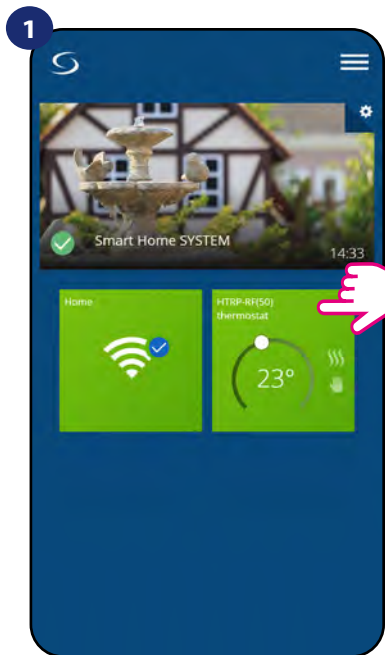 1
Smart Home SYSTEM
14:33
Home
HTRP-RF(50)
thermostat
23°